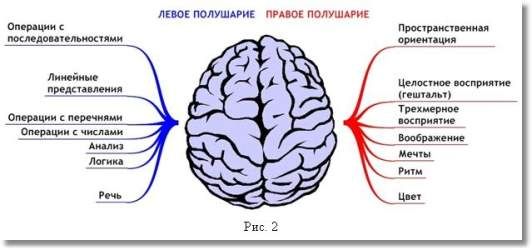 ЛЕВОЕ ПОЛУШАРИЕ ПРАВОЕ ПОЛУШАРИЕ
Операции с
последовательностями
Линейные
представления
Операции с перечнями
Операции с числами
Анализ
Логика
Речь
Пространственная
ориентация
Целостное восприятие
(гештальт)
Трехмерное
восприятие
Воображение
Мечты
Ритм
Цвет
Рис. 2